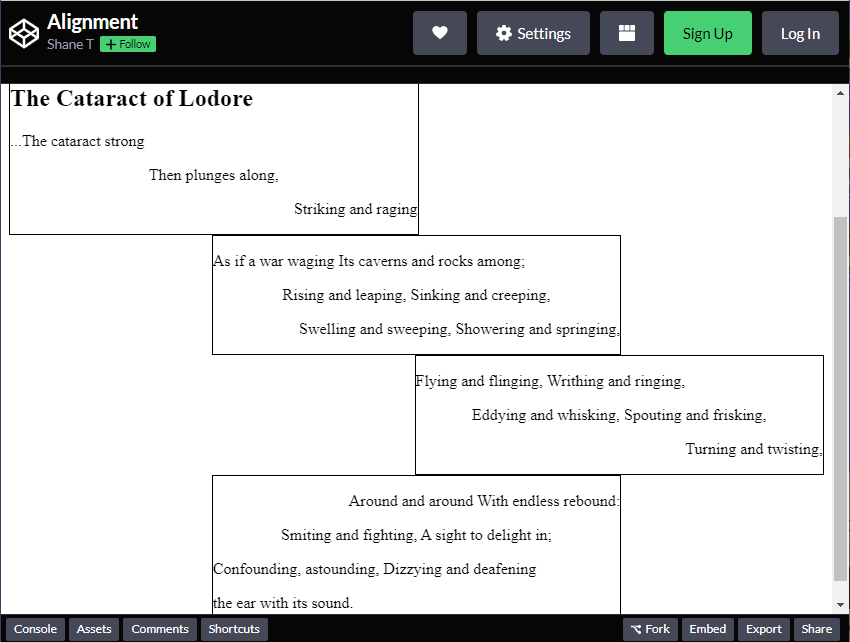 Alignment
Shane T + Follow
Settings
Sign Up
Log In
The Cataract of Lodore
...The cataract strong
Then plunges along,
Striking and raging
As if a war waging Its caverns and rocks among;
Rising and leaping, Sinking and creeping,
Swelling and sweeping, Showering and springing,
Flying and flinging, Writhing and ringing,
Eddying and whisking, Spouting and frisking,
Turning and twisting,
Around and around With endless rebound:
Smiting and fighting, A sight to delight in;
Confounding, astounding, Dizzying and deafening
the ear with its sound.
Console Assets Comments Shortcuts Fork Embed Export Share